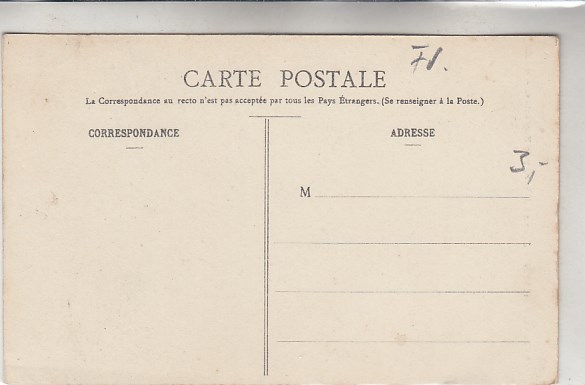 CARTE POSTALE
La Correspondance au recto n'est pas acceptée par tous les Pays Étrangers. (Se renseigner à la Poste.)
CORRESPONDANCE
ADRESSE
3,-
M